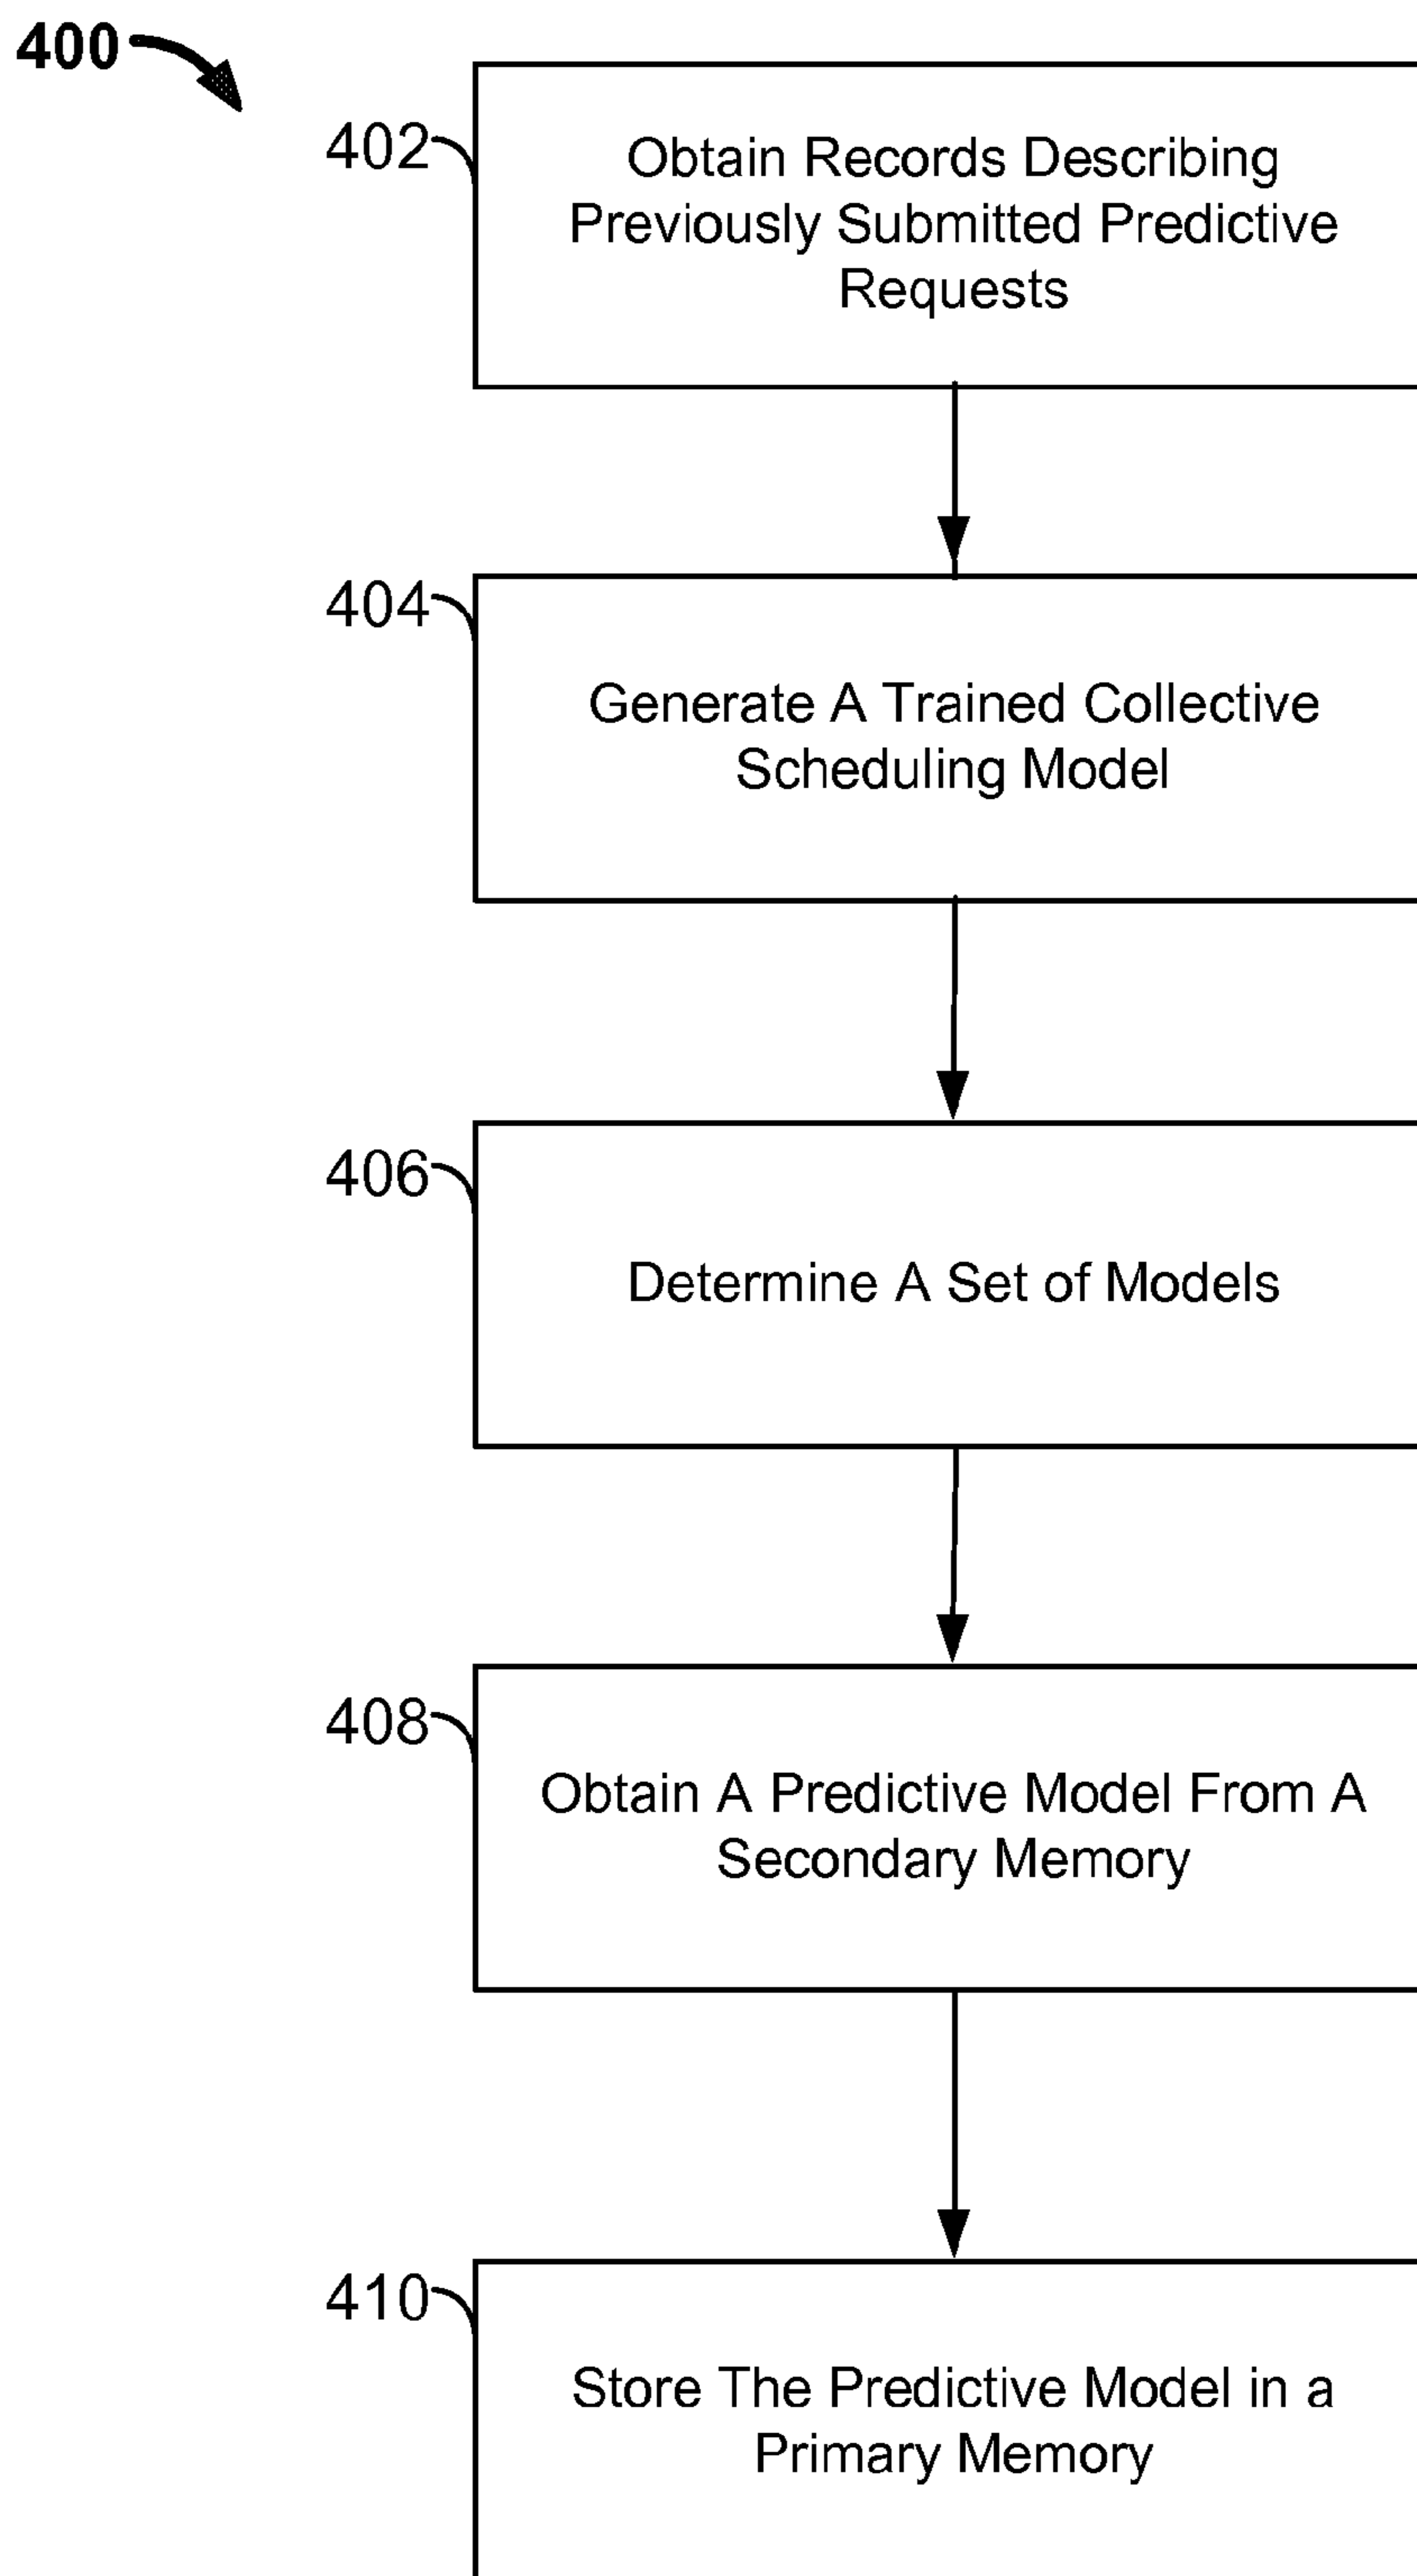 400
402
Obtain Records Describing
Previously Submitted Predictive
Requests
404
Generate A Trained Collective
Scheduling Model
406
Determine A Set of Models
408
Obtain A Predictive Model From A
Secondary Memory
410
Store The Predictive Model in a
Primary Memory